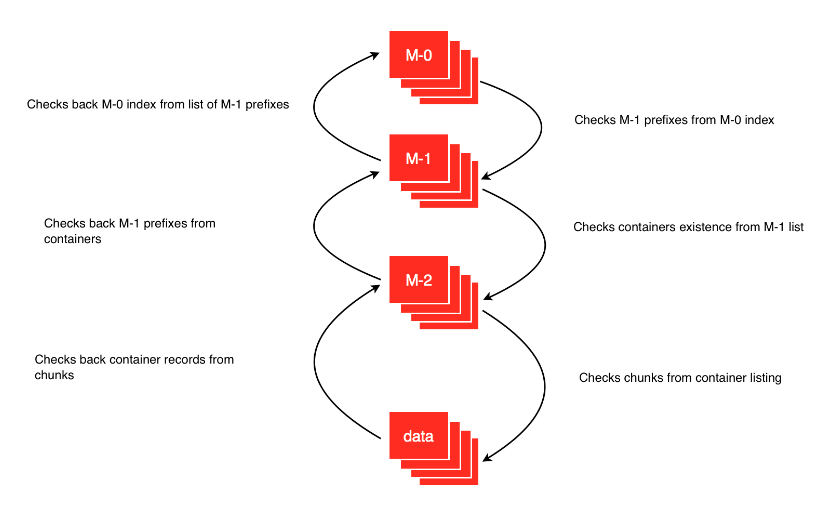 M-0
Checks back M-0 index from list of M-1 prefixes
Checks M-1 prefixes from M-0 index
M-1
Checks back M-1 prefixes from
containers
Checks containers existence from M-1 list
M-2
Checks back container records from
chunks
Checks chunks from container listing
data